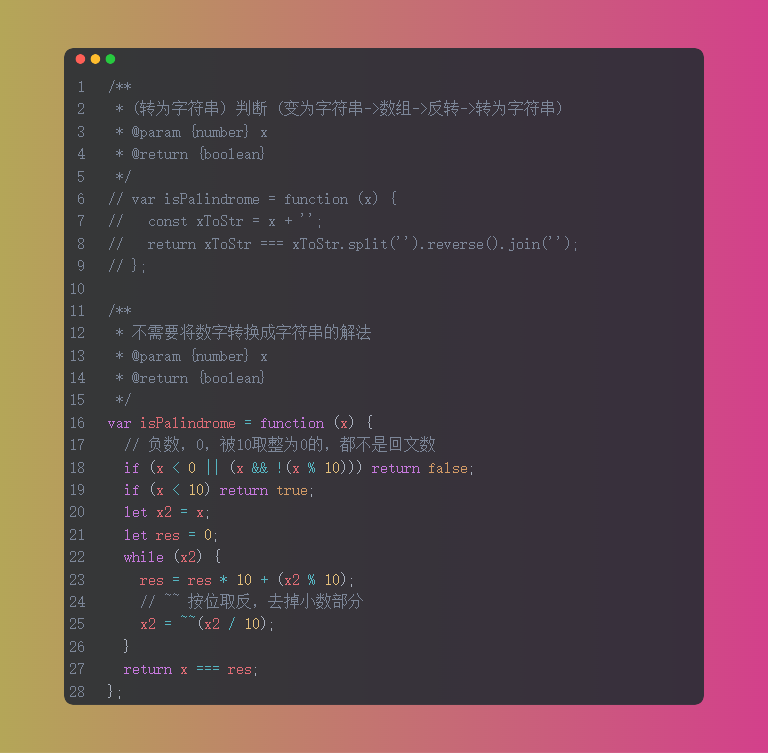 1 /**
2  * (转为字符串) 判断 (变为字符串->数组->反转->转为字符串)
3  * @param {number} x
4  * @return {boolean}
5  */
6 // var isPalindrome = function (x) {
7 //   const xToStr = x + '';
8 //   return xToStr === xToStr.split('').reverse().join('');
9 // };
10
11 /**
12  * 不需要将数字转换成字符串的解法
13  * @param {number} x
14  * @return {boolean}
15  */
16 var isPalindrome = function (x) {
17   // 负数, 0, 被10取整为0的, 都不是回文数
18   if (x < 0 || (x && !(x % 10))) return false;
19   if (x < 10) return true;
20   let x2 = x;
21   let res = 0;
22   while (x2) {
23     res = res * 10 + (x2 % 10);
24     // ~~ 按位取反, 去掉小数部分
25     x2 = ~~(x2 / 10);
26   }
27   return x === res;
28 };